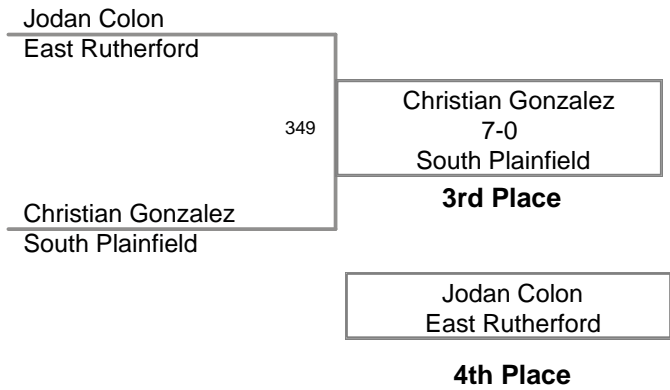 Jodan Colon
East Rutherford
349
Christian Gonzalez
7-0
South Plainfield
3rd Place
Christian Gonzalez
South Plainfield
Jodan Colon
East Rutherford
4th Place